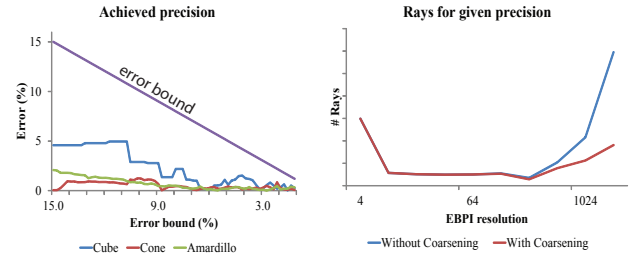 Achieved precision
15
10
5
0
Error (%)
error bound
15.0 9.0 3.0
Error bound (%)
Cube Cone Amardillo
Rays for given precision
# Rays
4 64 1024
EBPI resolution
Without Coarsening With Coarsening